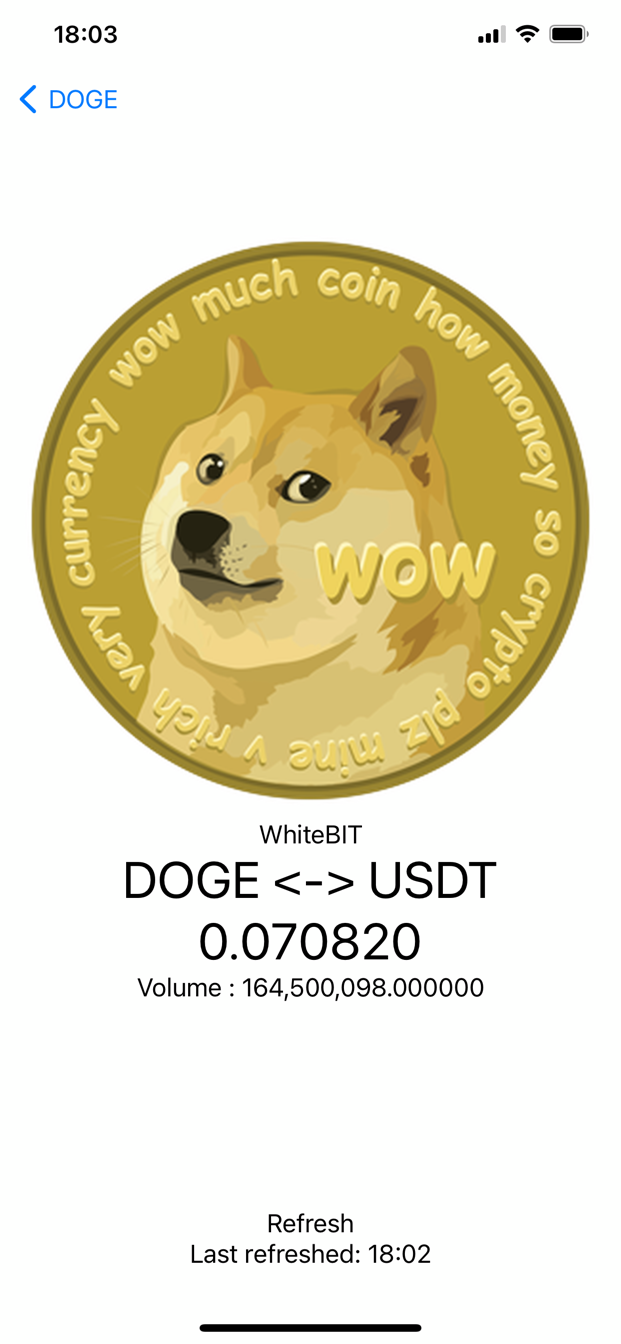 18:03
DOGE
very currency wow much coin how money so crypto plz mine v rich
wow
WhiteBIT
DOGE <-> USDT
0.070820
Volume : 164,500,098.000000
Refresh
Last refreshed: 18:02